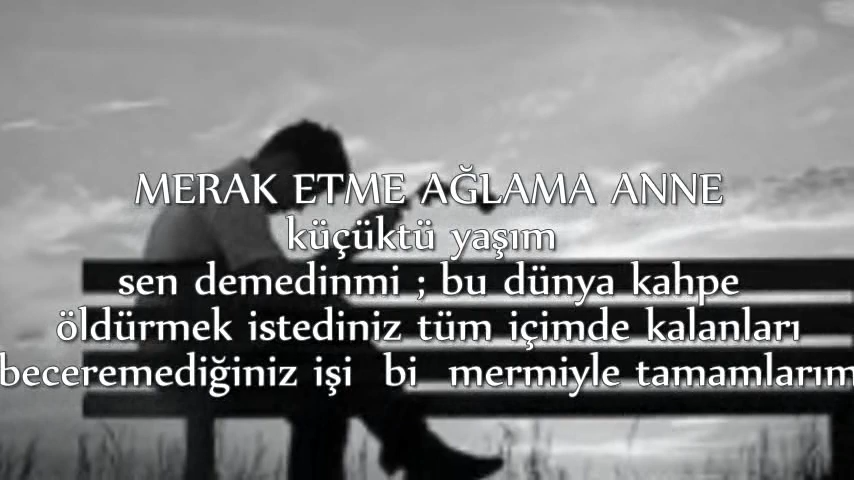 MERAK ETME AĞLAMA ANNE
küçüktü yaşım
sen demedinmi ; bu dünya kahpe
öldürmek istediniz tüm içimde kalanları
beceremediğiniz işi bi mermiyle tamamlarım